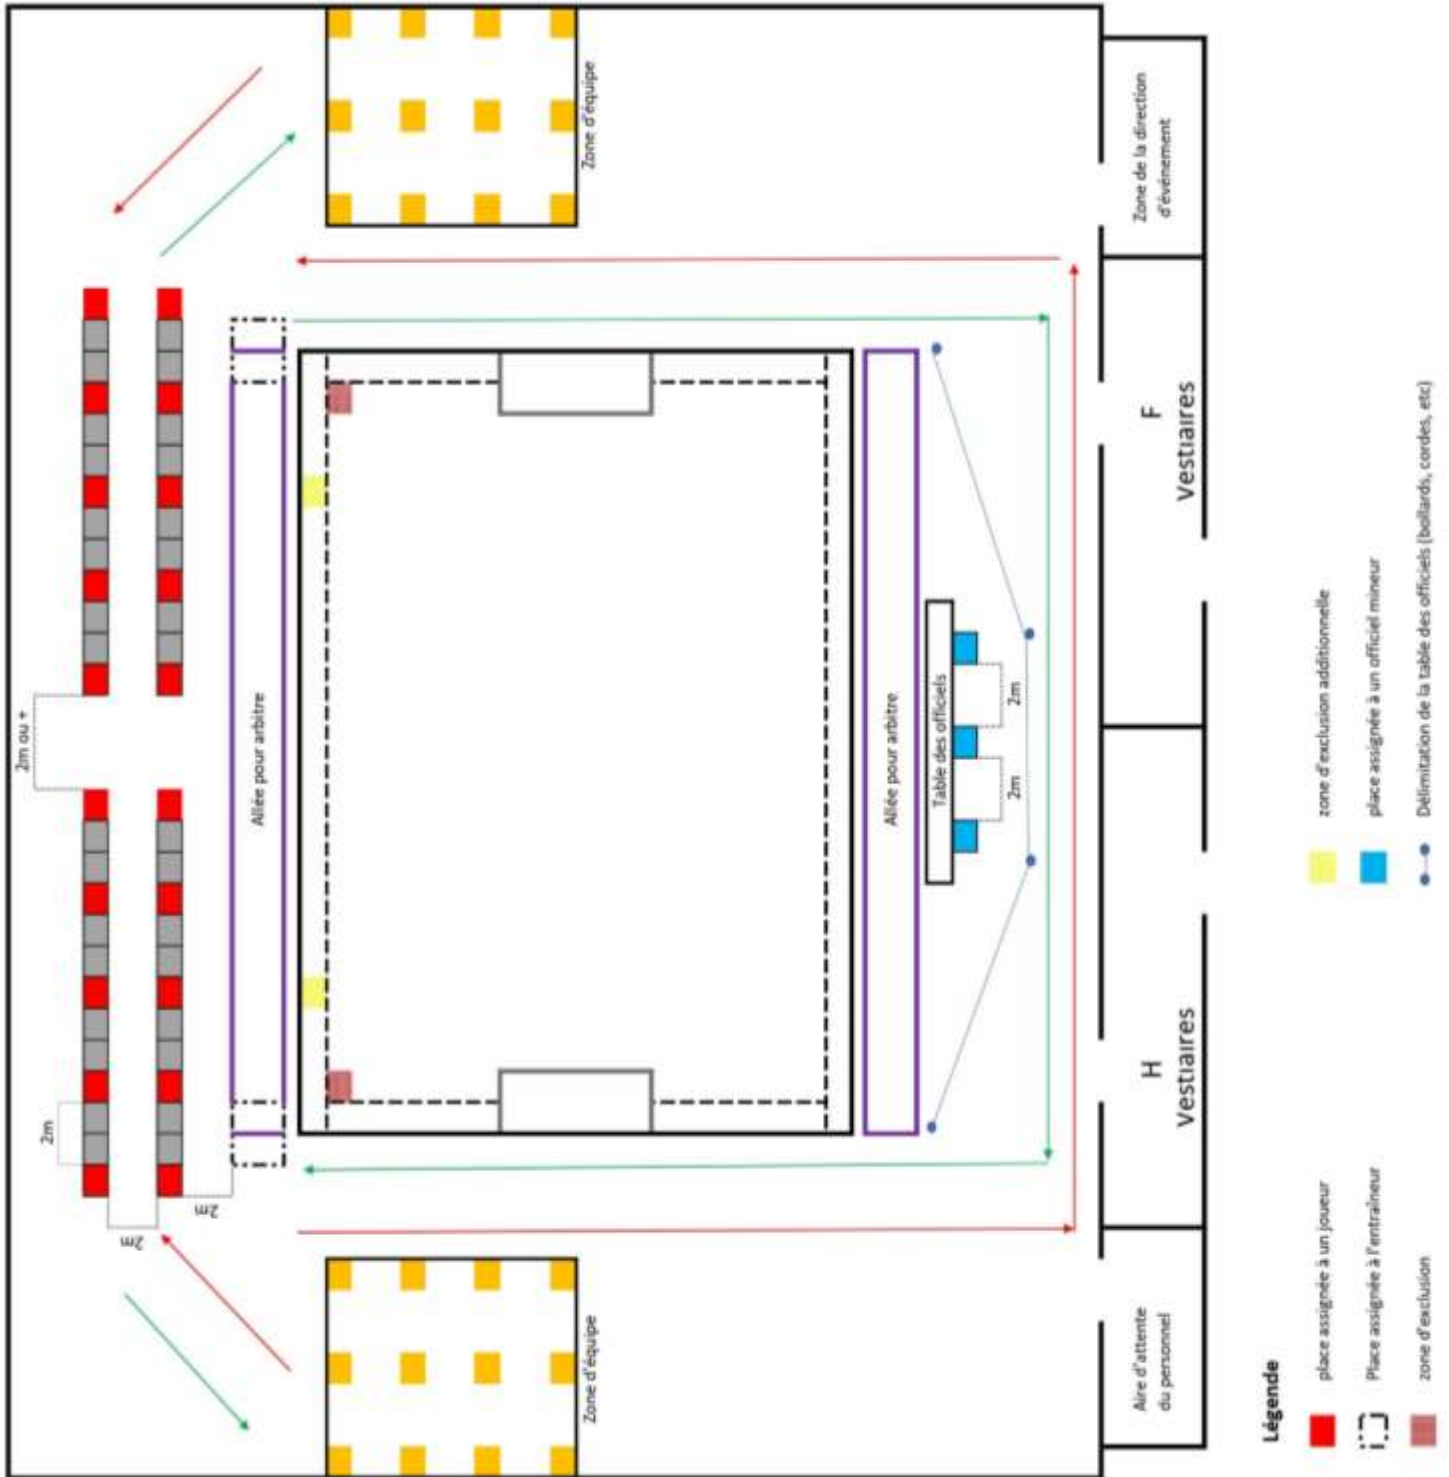 2m ou +
2m
2m
2m
Zone d'équipe
Zone d'équipe
Allée pour arbitre
Allée pour arbitre
Table des officiels
2m
2m
Aire d'attente
du personnel
H
Vestiaires
F
Vestiaires
Zone de la direction
d'événement
Légende
place assignée à un joueur
Place assignée à l'entraineur
zone d'exclusion
zone d'exclusion additionnelle
place assignée à un officiel mineur
Délimitation de la table des officiels (bollards, cordes, etc)